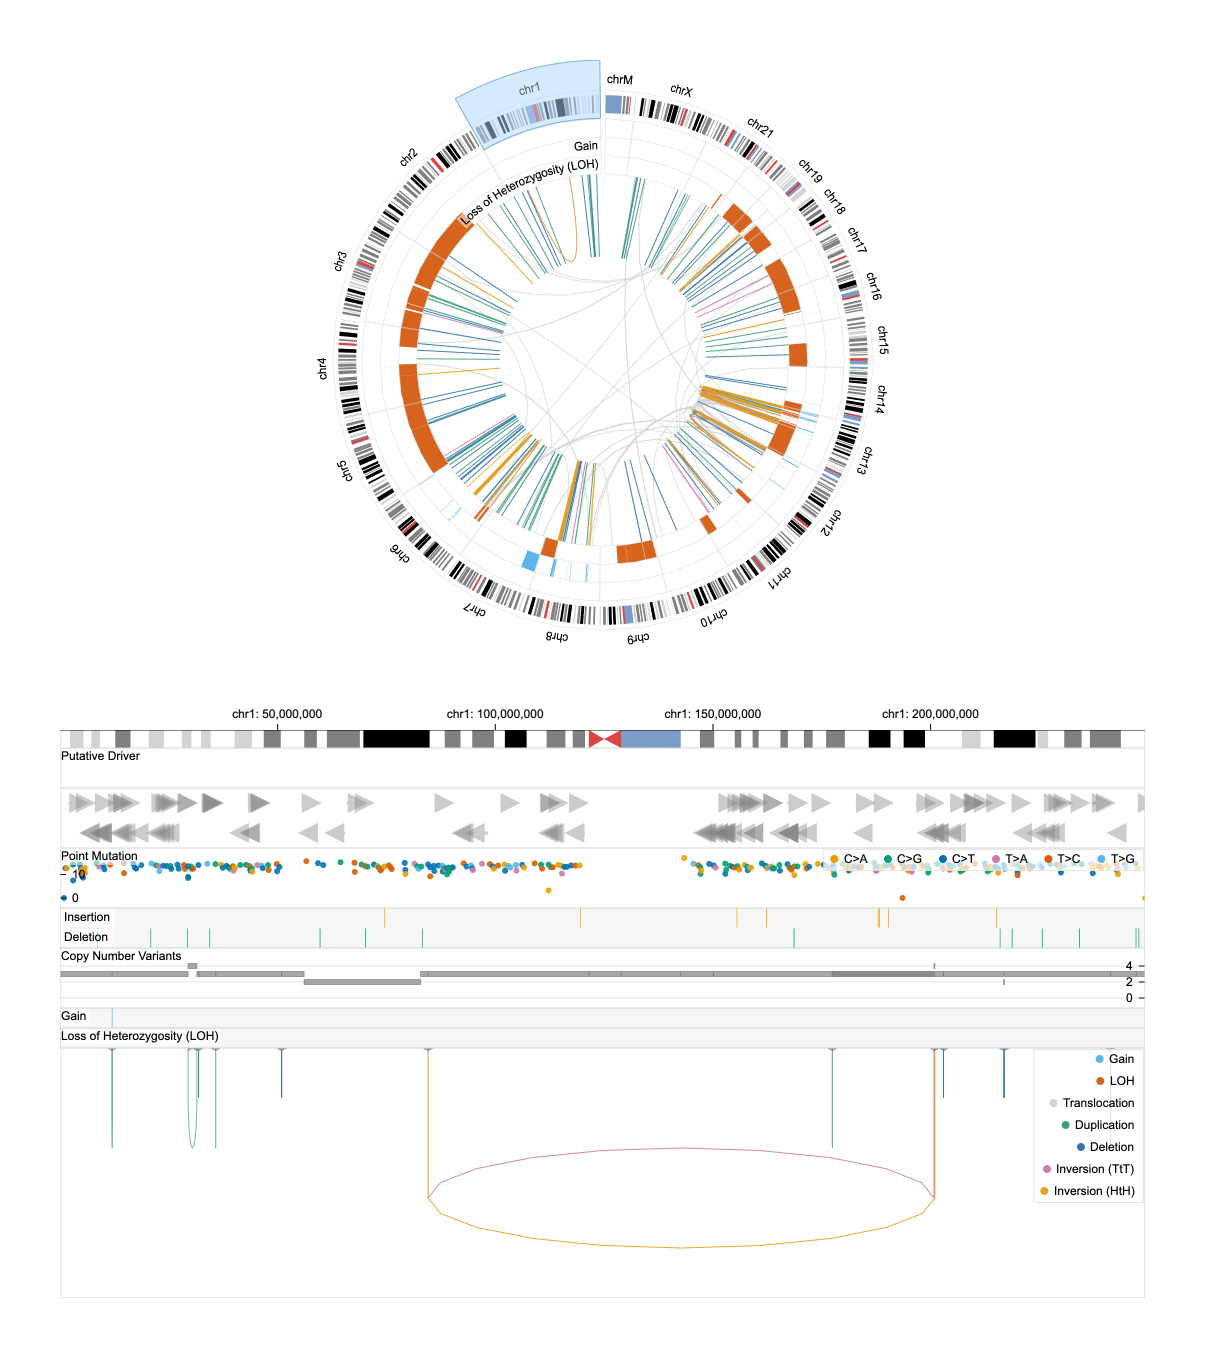 chrM
chr1
chrX
chr21
Gain
chr2
Loss of Heterozygosity (LOH)
chr19
chr18
chr17
chr3
chr16
chr15
chr4
chr14
chr13
chr5
chr12
chr6
chr11
chr7
chr10
chr8
chr9
chr1: 50,000,000
chr1: 100,000,000
chr1: 150,000,000
chr1: 200,000,000
Putative Driver
Point Mutation
C>A
C>G
C>T
T>A
T>C
T>G
10
0
Insertion
Deletion
Copy Number Variants
4
2
0
Gain
Loss of Heterozygosity (LOH)
Gain
LOH
Translocation
Duplication
Deletion
Inversion (TtT)
Inversion (HtH)